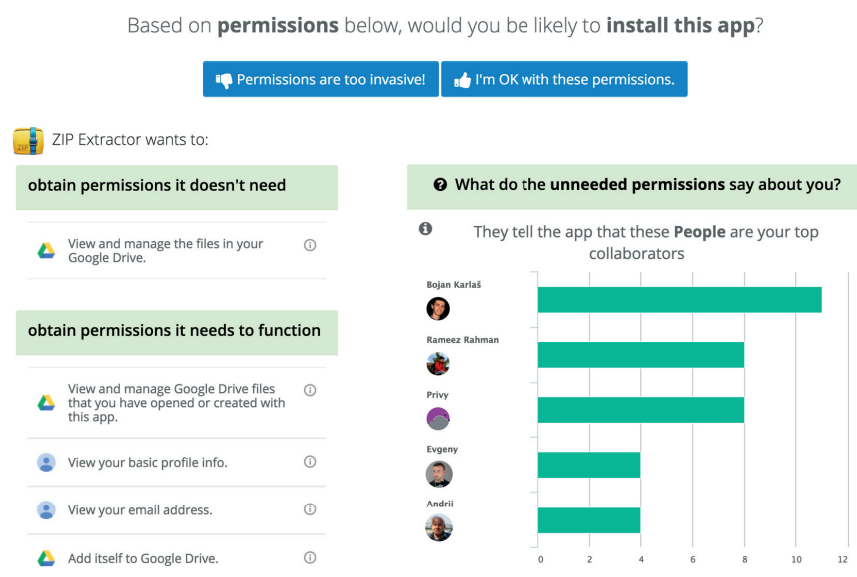 Based on permissions below, would you be likely to install this app?
Permissions are too invasive!
I'm OK with these permissions.
ZIP
ZIP Extractor wants to:
obtain permissions it doesn't need
View and manage the files in your
Google Drive.
obtain permissions it needs to function
View and manage Google Drive files
that you have opened or created with
this app.
View your basic profile info.
View your email address.
Add itself to Google Drive.
What do the unneeded permissions say about you?
They tell the app that these People are your top
collaborators
Bojan Karlaš
Rameez Rahman
Privy
Evgeny
Andrii
0 2 4 6 8 10 12